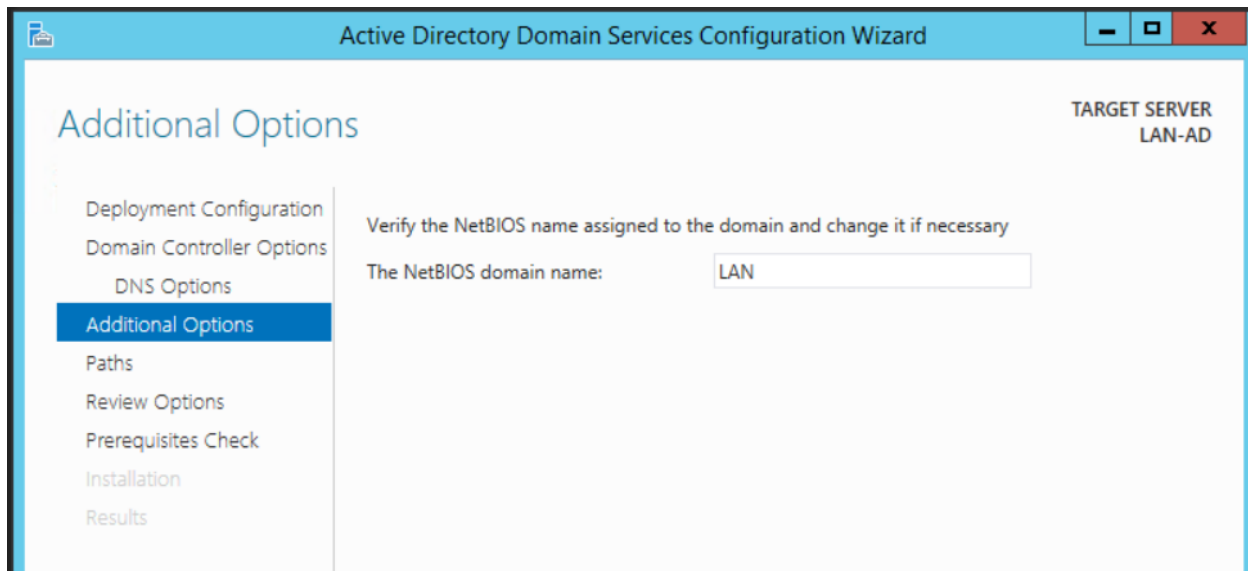 Active Directory Domain Services Configuration Wizard
Additional Options
TARGET SERVER
LAN-AD
Deployment Configuration
Domain Controller Options
DNS Options
Additional Options
Paths
Review Options
Prerequisites Check
Installation
Results
Verify the NetBIOS name assigned to the domain and change it if necessary
The NetBIOS domain name: LAN